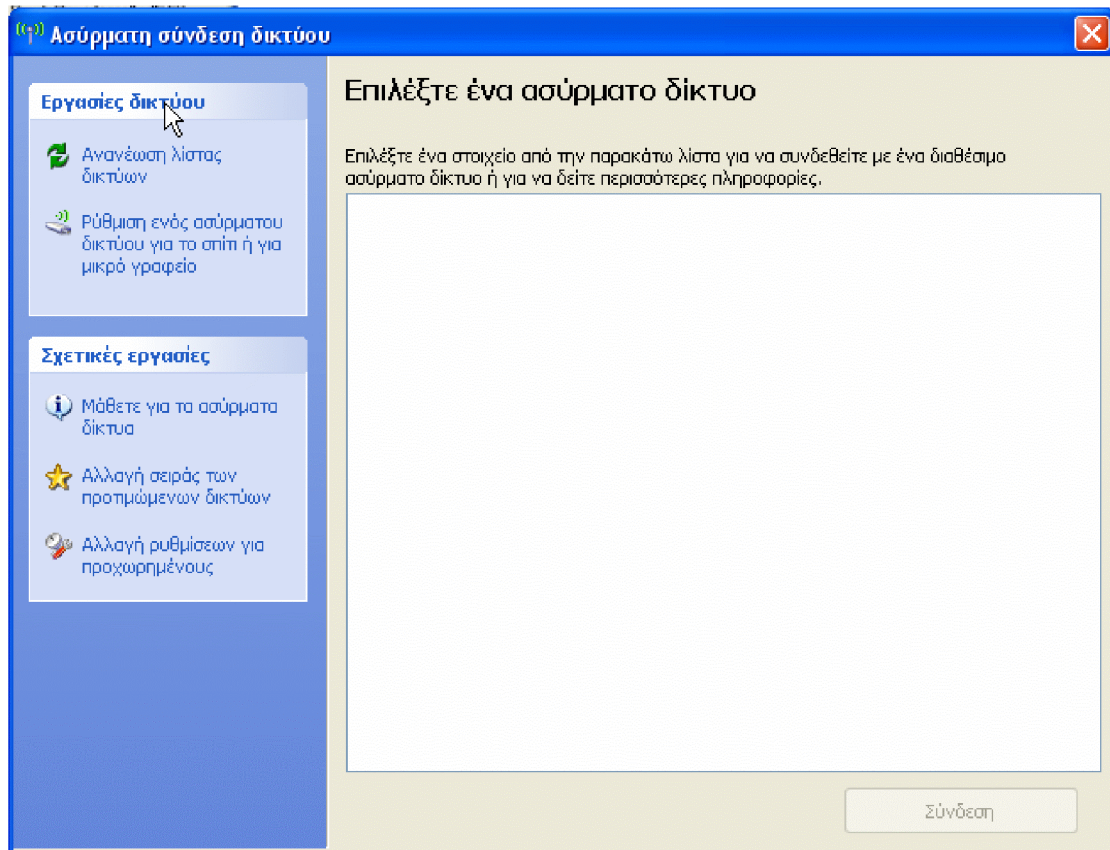 Ασύρματη σύνδεση δικτύου
Εργασίες δικτύου
Ανανέωση λίστας
δικτύων
Ρύθμιση ενός ασύρματου
δικτύου για το σπίτι ή για
μικρό γραφείο
Σχετικές εργασίες
Μάθετε για τα ασύρματα
δίκτυα
Αλλαγή σειράς των
προτιμώμενων δικτύων
Αλλαγή ρυθμίσεων για
προχωρημένους
Επιλέξτε ένα ασύρματο δίκτυο
Επιλέξτε ένα στοιχείο από την παρακάτω λίστα για να συνδεθείτε με ένα διαθέσιμο
ασύρματο δίκτυο ή για να δείτε περισσότερες πληροφορίες.
Σύνδεση